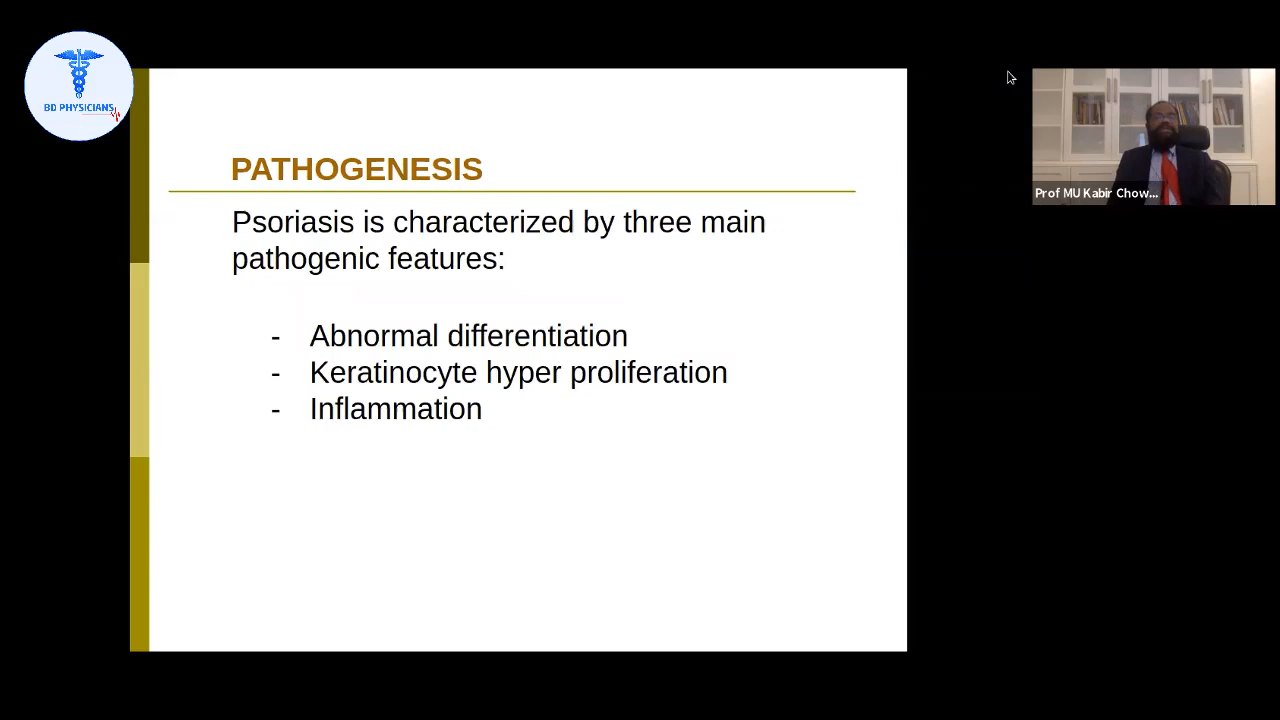 BD PHYSICIANS
PATHOGENESIS
Psoriasis is characterized by three main
pathogenic features:
- Abnormal differentiation
- Keratinocyte hyper proliferation
- Inflammation
Prof MU Kabir Chow...